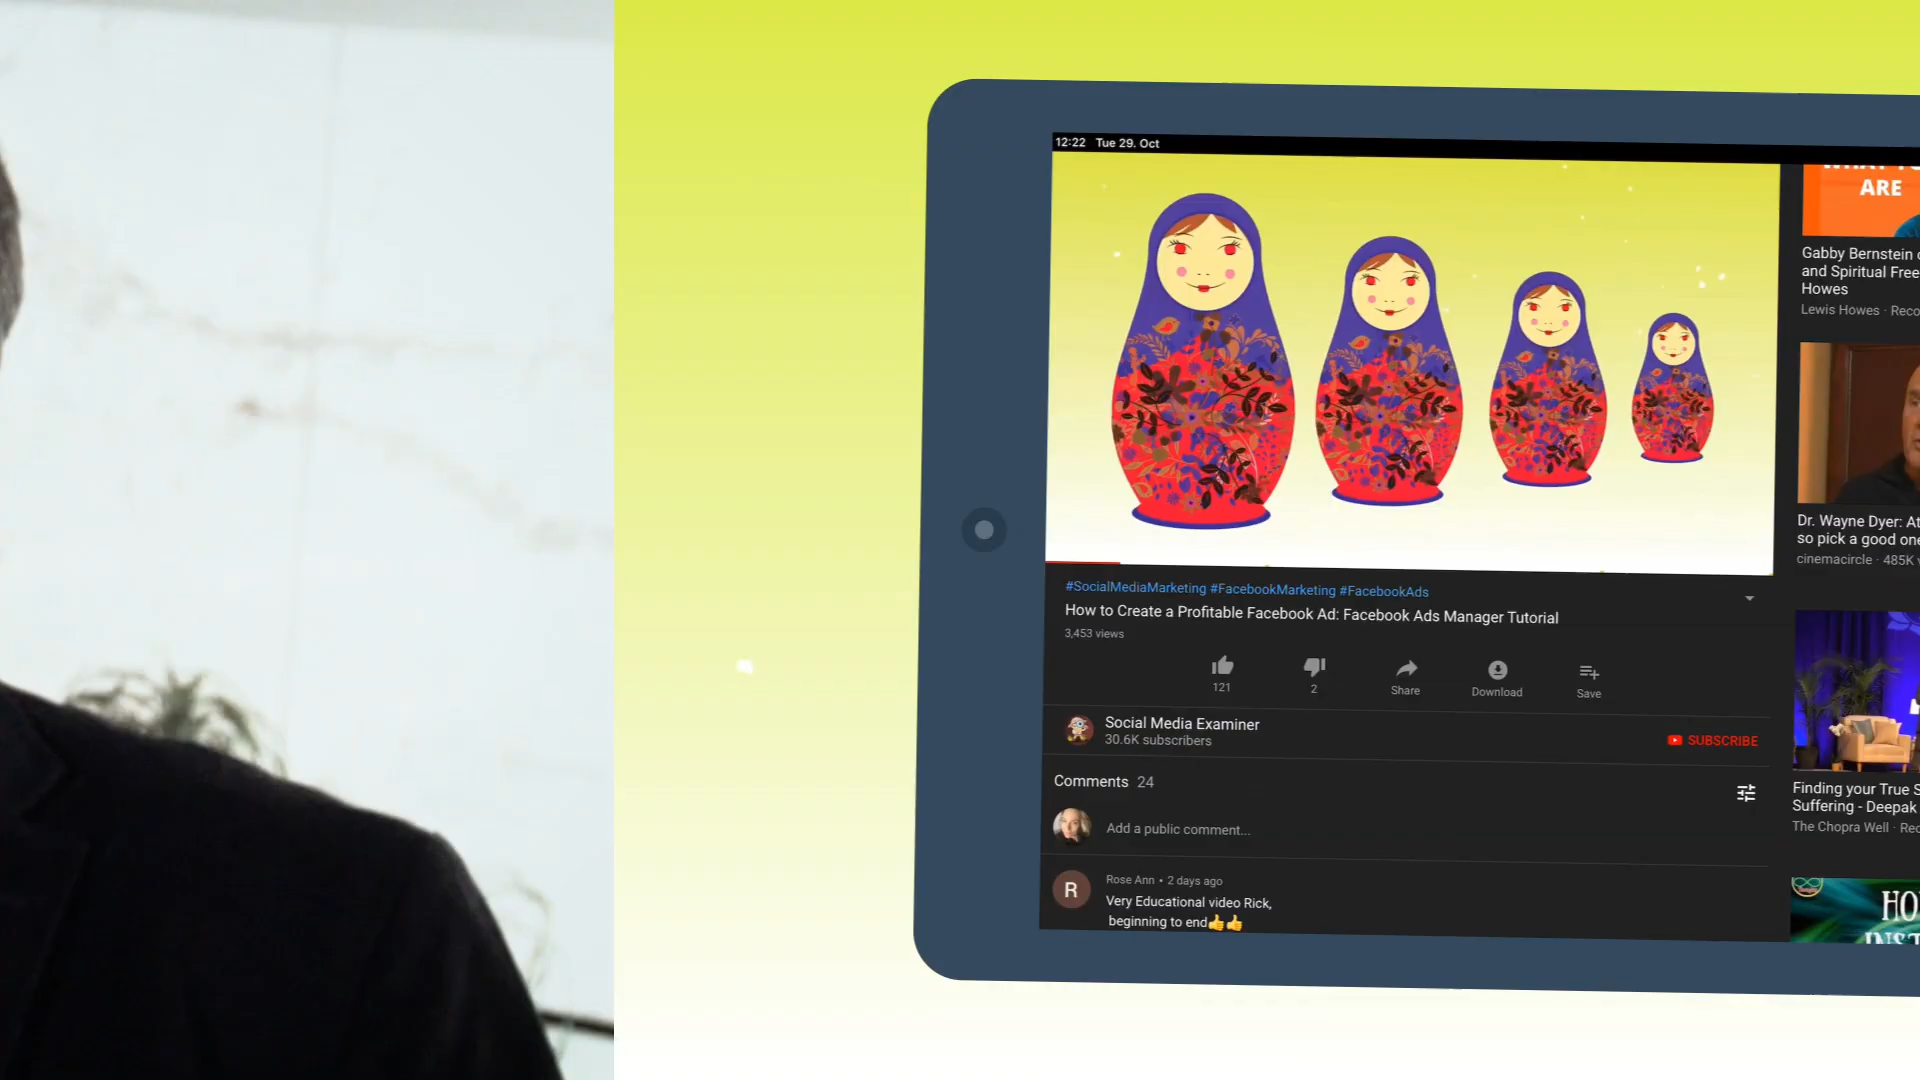 12:22 Tue 29. Oct
ARE
Gabby Bernstein
and Spiritual Free
Howes
Lewis Howes · Reco
Dr. Wayne Dyer: At
so pick a good one
cinemacircle · 485K v
#SocialMediaMarketing #FacebookMarketing #FacebookAds
How to Create a Profitable Facebook Ad: Facebook Ads Manager Tutorial
3,453 views
121
2
Share
Download
Save
Social Media Examiner
30.6K subscribers
SUBSCRIBE
Comments 24
Add a public comment...
Finding your True S
Suffering - Deepak
The Chopra Well · Rec
R
Rose Ann • 2 days ago
Very Educational video Rick,
beginning to end👍👍
HO
INST